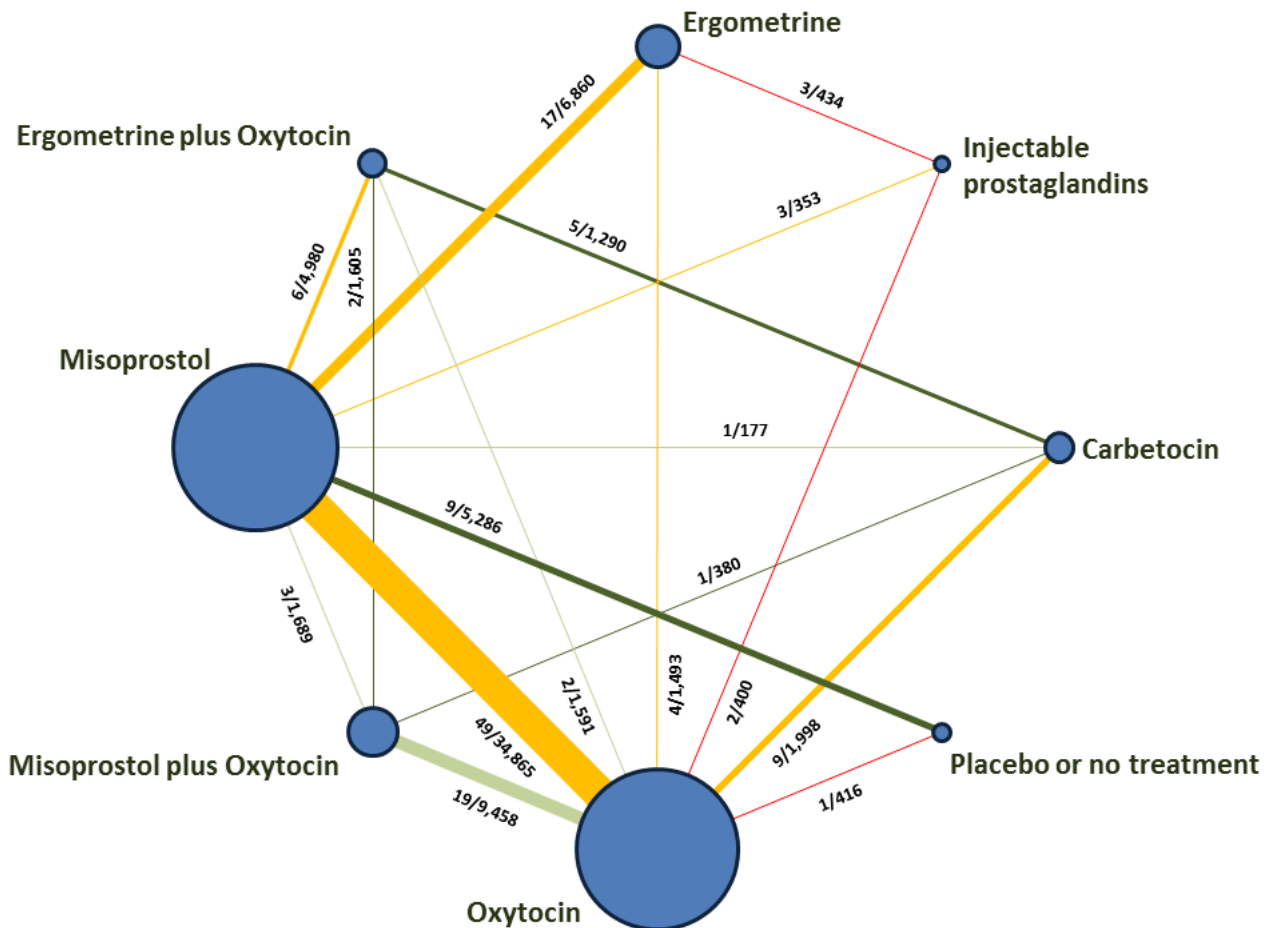 Ergometrine
17/6,860
3/434
Ergometrine plus Oxytocin
Injectable
prostaglandins
3/353
5/1,290
6/4,980
2/1,605
Misoprostol
1/177
Carbetocin
9/5,286
1/380
3/1,689
2/1,591
4/1,493
2/400
49/34,865
9/1,998
Misoprostol plus Oxytocin
Placebo or no treatment
19/9,458
1/416
Oxytocin